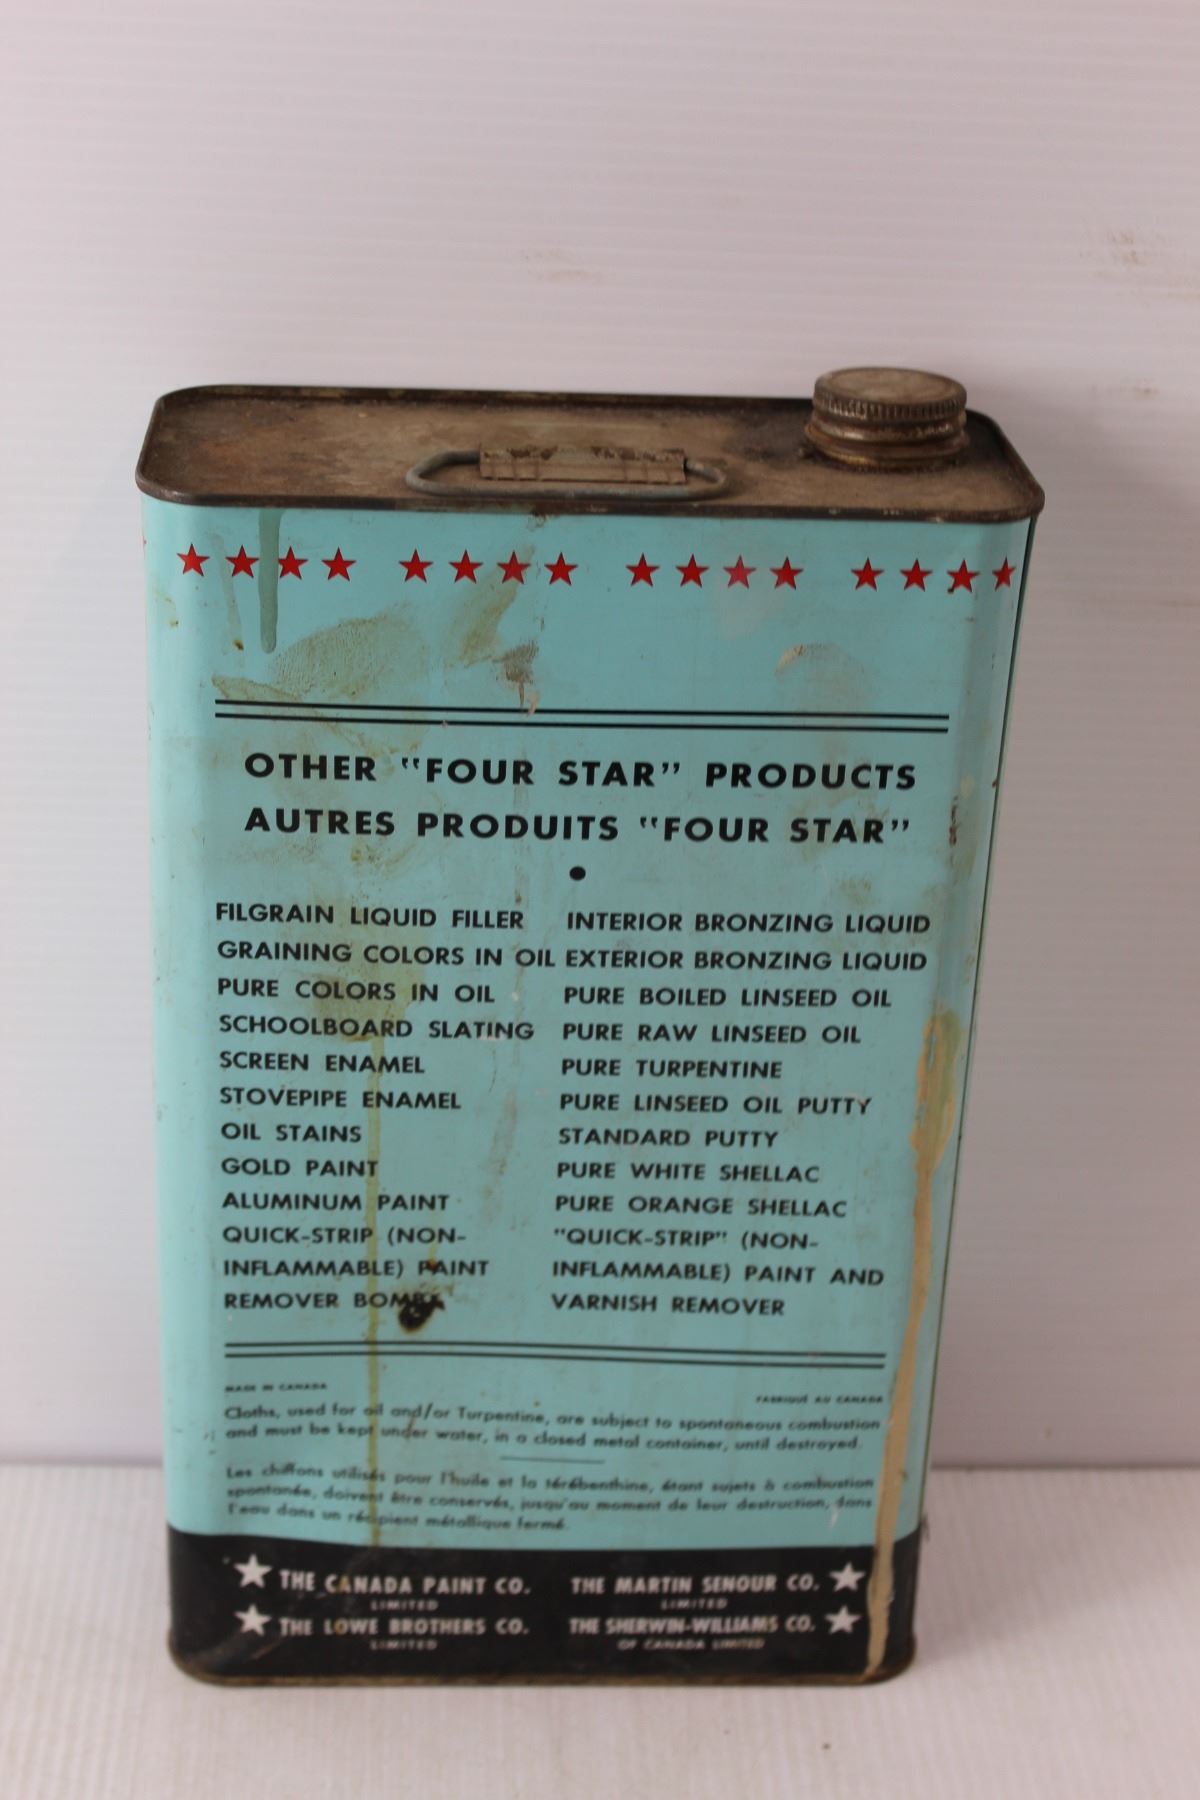 OTHER "FOUR STAR" PRODUCTS
AUTRES PRODUITS "FOUR STAR"
FILGRAIN LIQUID FILLER
GRAINING COLORS IN OIL
PURE COLORS IN OIL
SCHOOLBOARD SLATING
SCREEN ENAMEL
STOVEPIPE ENAMEL
OIL STAINS
GOLD PAINT
ALUMINUM PAINT
QUICK-STRIP (NON-
INFLAMMABLE) PAINT
REMOVER
INTERIOR BRONZING LIQUID
EXTERIOR BRONZING LIQUID
PURE BOILED LINSEED OIL
PURE RAW LINSEED OIL
PURE TURPENTINE
PURE LINSEED OIL PUTTY
STANDARD PUTTY
PURE WHITE SHELLAC
PURE ORANGE SHELLAC
"QUICK-STRIP" (NON-
INFLAMMABLE) PAINT AND
VARNISH REMOVER
MADE IN CANADA
FABRIQUÉ AU CANADA
Cloths, used for oil and/or Turpentine, are subject to spontaneous combustion
and must be kept under water, in a closed metal container, until destroyed.
Les chiffons utilisés pour l'huile et la térébenthine, étant sujets à combustion
spontanée, doivent être conservés, jusqu'au moment de leur destruction, dans
l'eau dans un récipient métallique fermé.
THE CANADA PAINT CO.
LIMITED
THE LOWE BROTHERS CO.
LIMITED
THE MARTIN SENOUR CO.
LIMITED
THE SHERWIN-WILLIAMS CO.
OF CANADA LIMITED